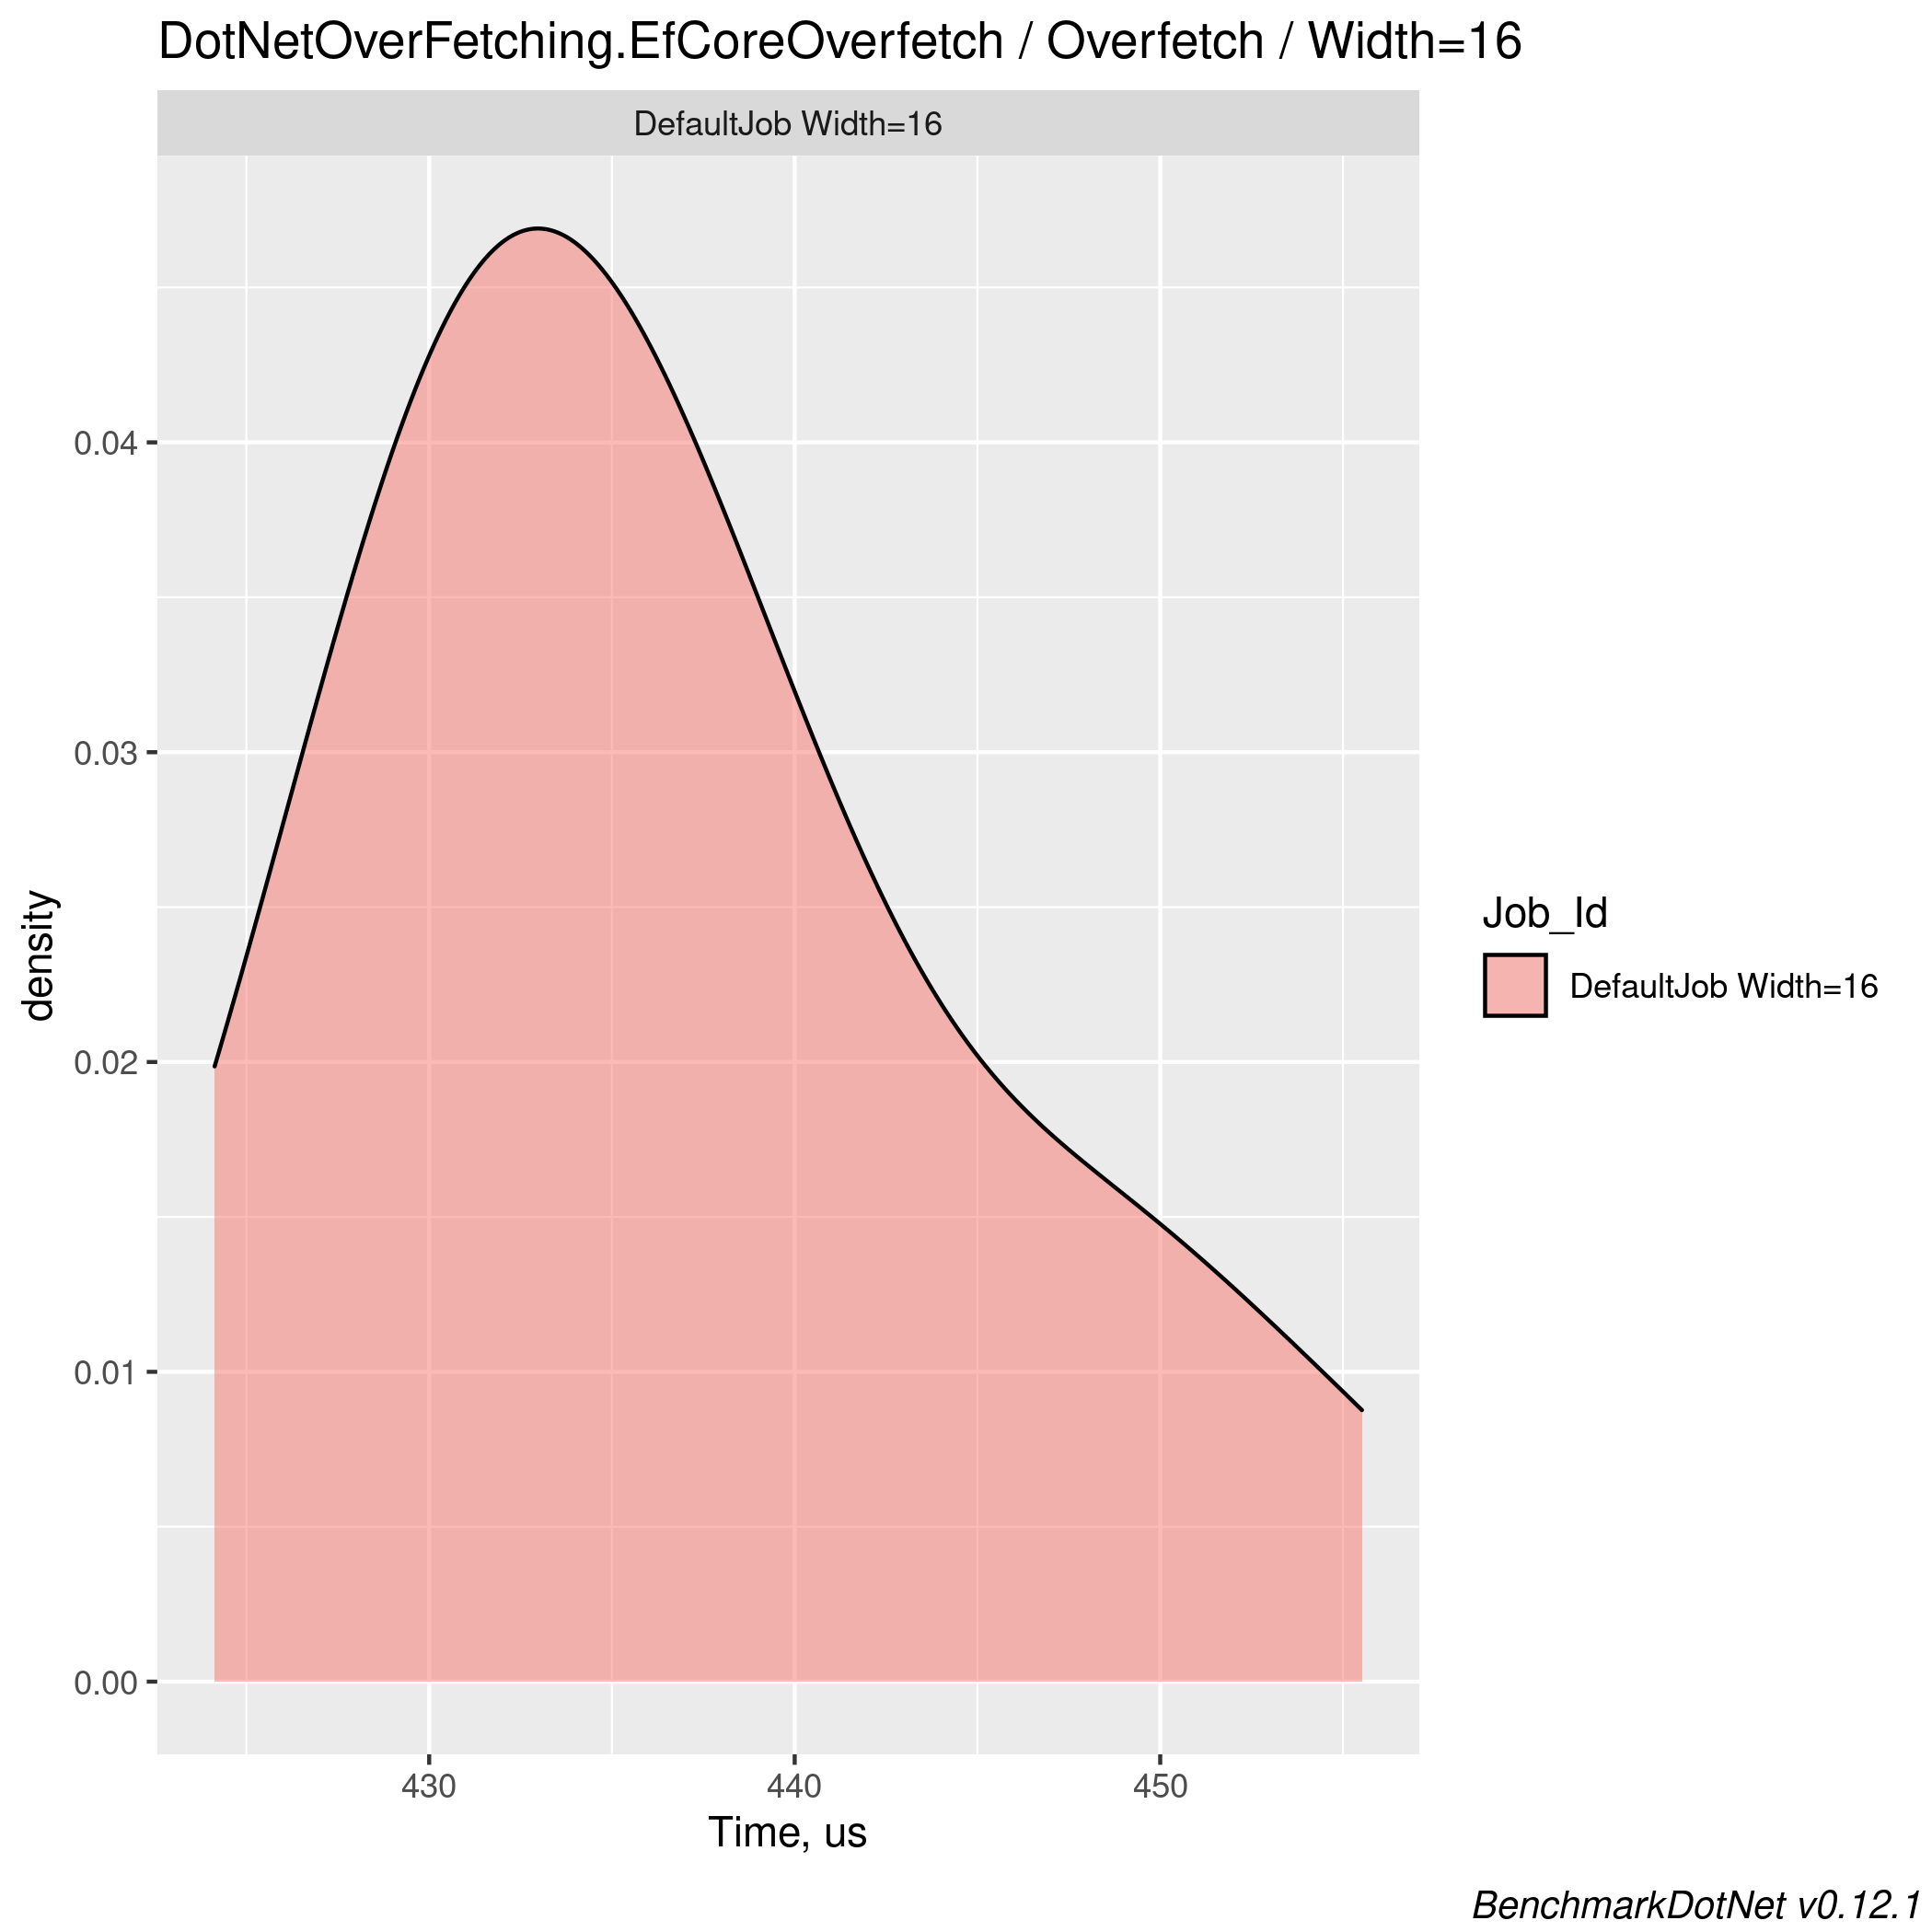 DotNetOverFetching.EfCoreOverfetch / Overfetch / Width=16
DefaultJob Width=16
density
0.04
0.03
0.02
0.01
0.00
430 440 450
Time, us
Job_Id
DefaultJob Width=16
BenchmarkDotNet v0.12.1